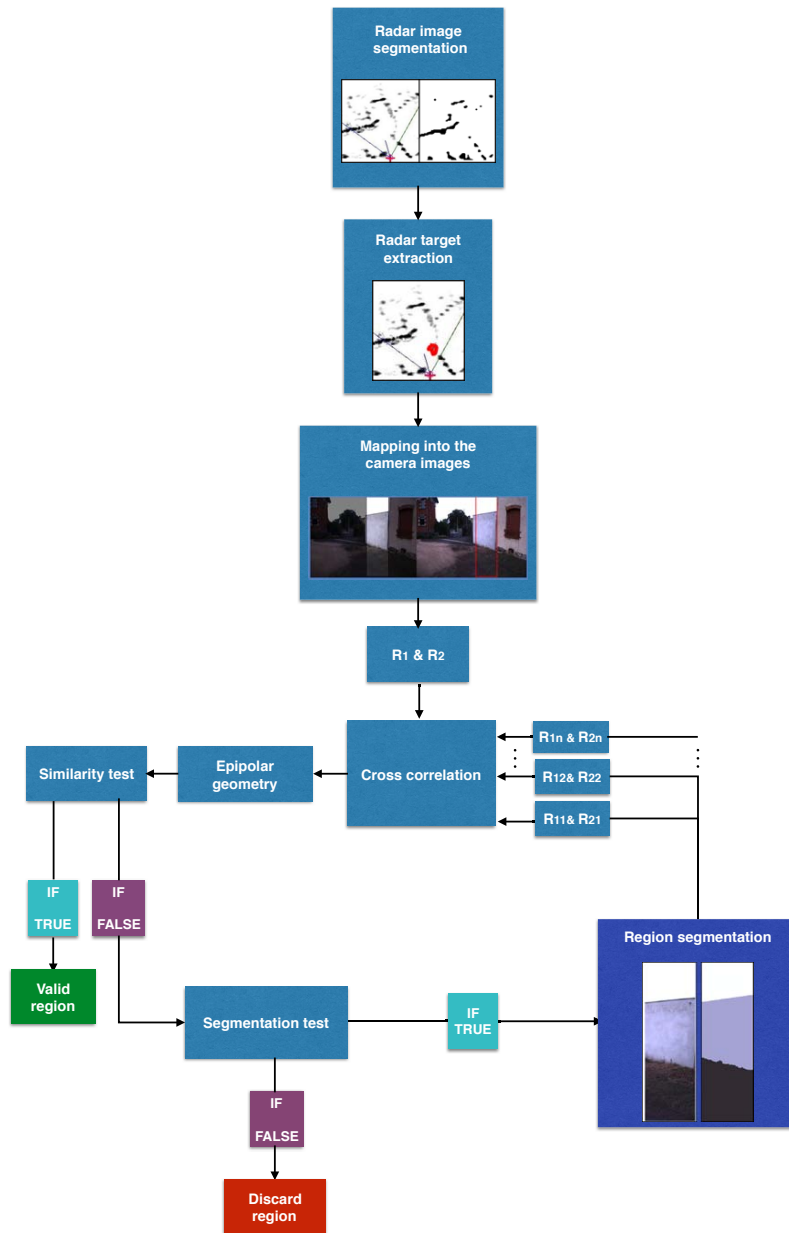 Radar image
segmentation
Radar target
extraction
Mapping into the
camera images
R1 & R2
R1n & R2n
Similarity test
Epipolar
geometry
Cross correlation
R12& R22
R11& R21
IF
TRUE
IF
FALSE
Region segmentation
Valid
region
Segmentation test
IF
TRUE
IF
FALSE
Discard
region